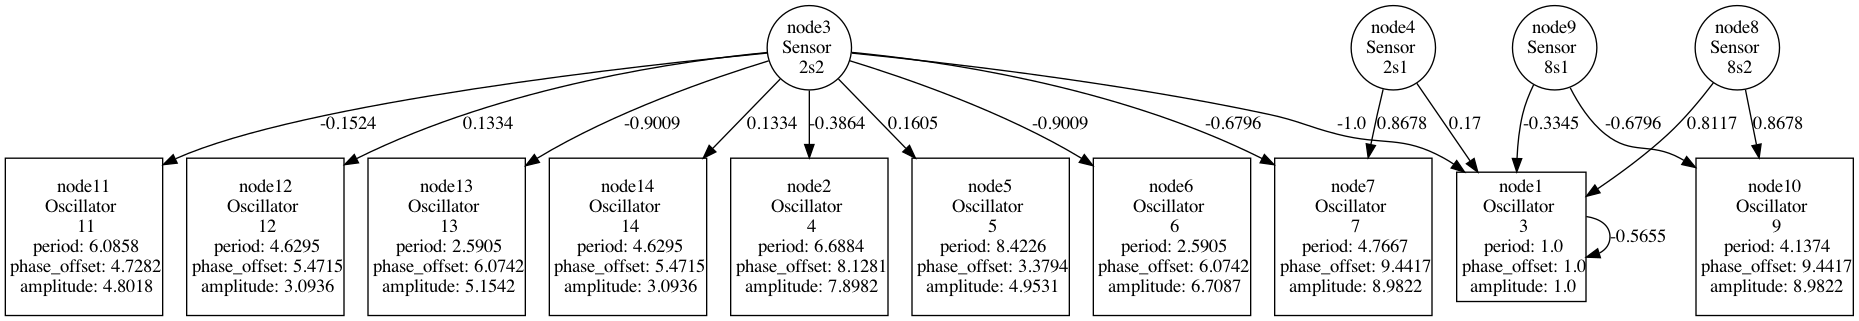 node3
Sensor
2s2
node4
Sensor
2s1
node9
Sensor
8s1
node8
Sensor
8s2
-0.1524
0.1334
-0.9009
0.1334
-0.3864
0.1605
-0.9009
-0.6796
-1.0
0.8678
0.17
-0.3345
-0.6796
0.8117
0.8678
node11
Oscillator
11
period: 6.0858
phase_offset: 4.7282
amplitude: 4.8018
node12
Oscillator
12
period: 4.6295
phase_offset: 5.4715
amplitude: 3.0936
node13
Oscillator
13
period: 2.5905
phase_offset: 6.0742
amplitude: 5.1542
node14
Oscillator
14
period: 4.6295
phase_offset: 5.4715
amplitude: 3.0936
node2
Oscillator
4
period: 6.6884
phase_offset: 8.1281
amplitude: 7.8982
node5
Oscillator
5
period: 8.4226
phase_offset: 3.3794
amplitude: 4.9531
node6
Oscillator
6
period: 2.5905
phase_offset: 6.0742
amplitude: 6.7087
node7
Oscillator
7
period: 4.7667
phase_offset: 9.4417
amplitude: 8.9822
node1
Oscillator
3
period: 1.0
phase_offset: 1.0
amplitude: 1.0
-0.5655
node10
Oscillator
9
period: 4.1374
phase_offset: 9.4417
amplitude: 8.9822